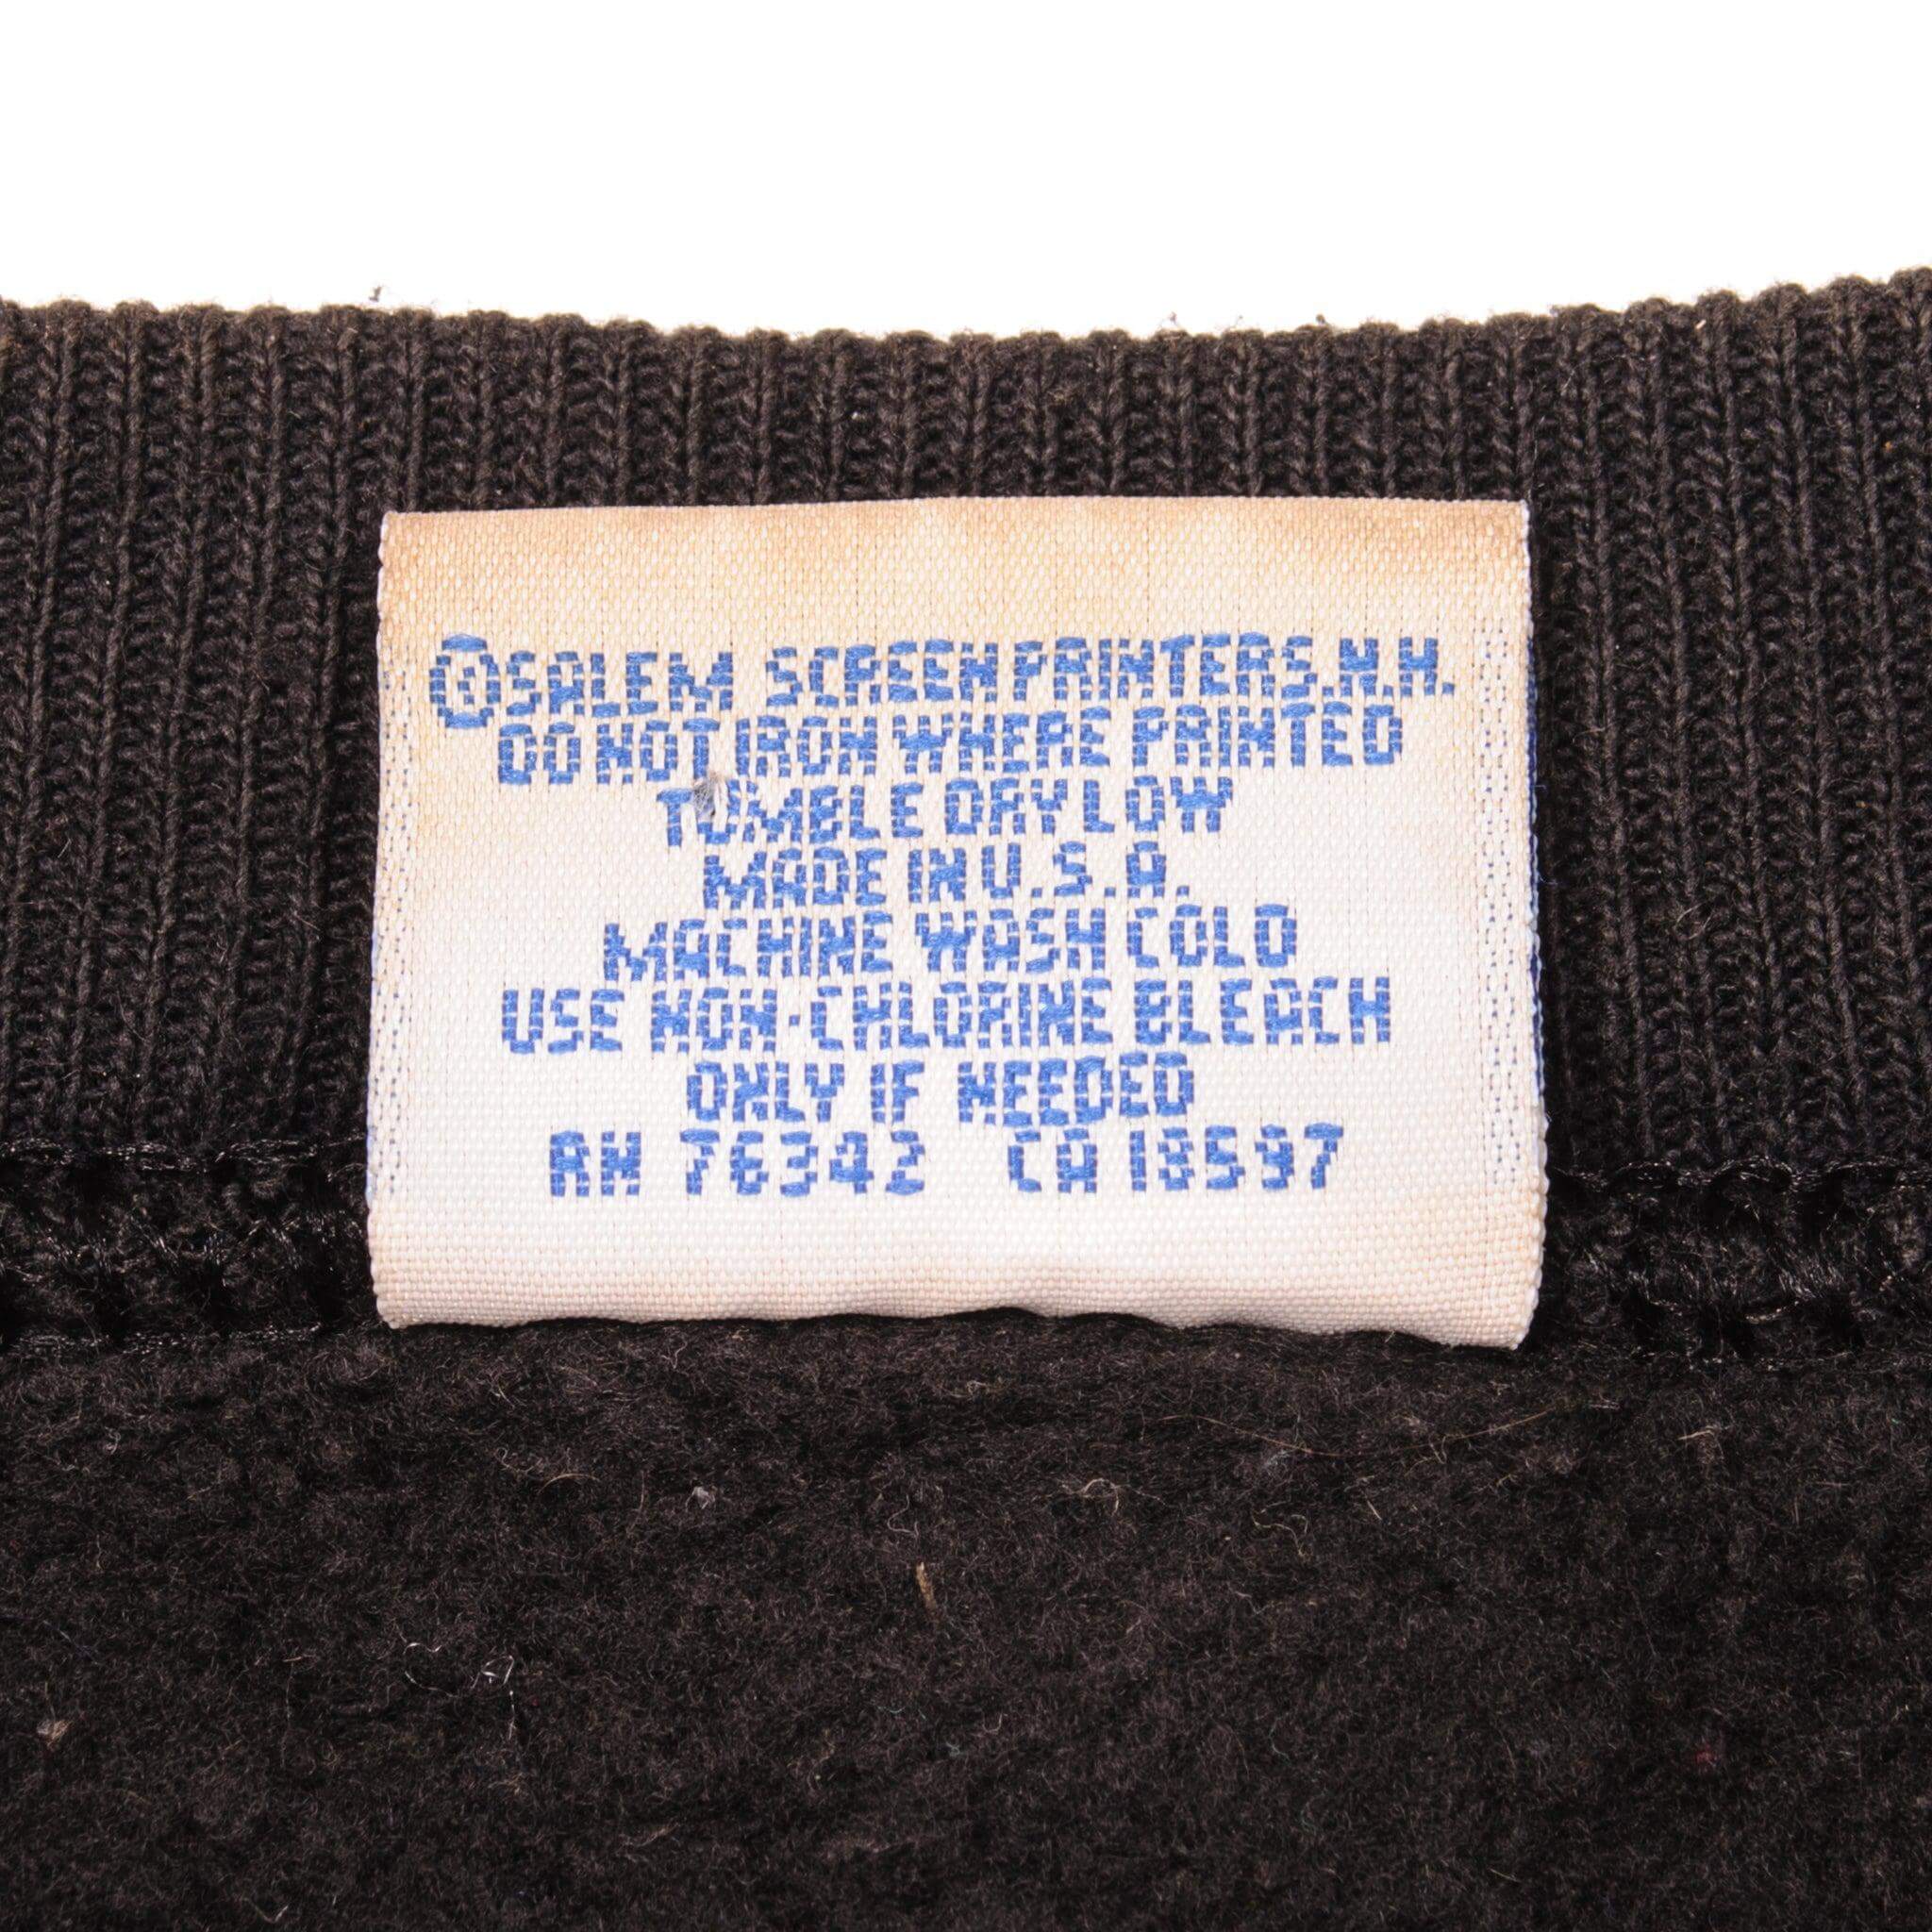 ©SALEM SCREEN PRINTERS.N.H.
DO NOT IRON WHERE PRINTED
TUMBLE DRY LOW
MADE IN U.S.A.
MACHINE WASH COLD
USE NON-CHLORINE BLEACH
ONLY IF NEEDED
RN 76342 CA 18597